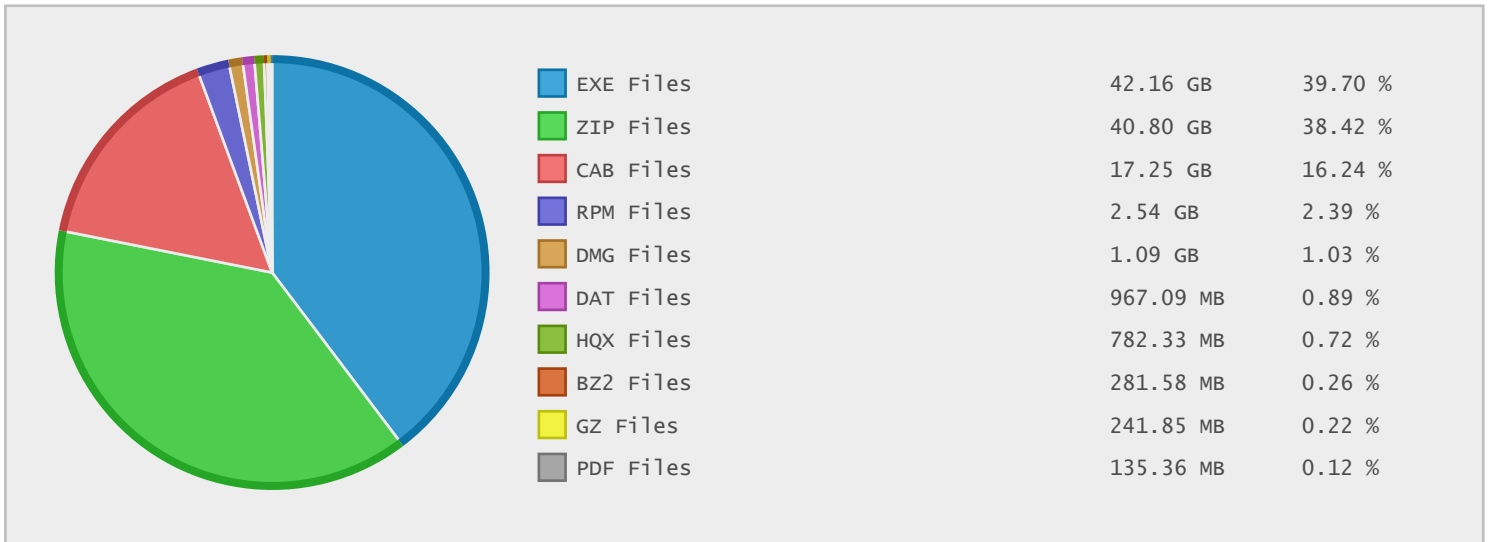 EXE Files 42.16 GB 39.70 %
ZIP Files 40.80 GB 38.42 %
CAB Files 17.25 GB 16.24 %
RPM Files 2.54 GB 2.39 %
DMG Files 1.09 GB 1.03 %
DAT Files 967.09 MB 0.89 %
HQX Files 782.33 MB 0.72 %
BZ2 Files 281.58 MB 0.26 %
GZ Files 241.85 MB 0.22 %
PDF Files 135.36 MB 0.12 %